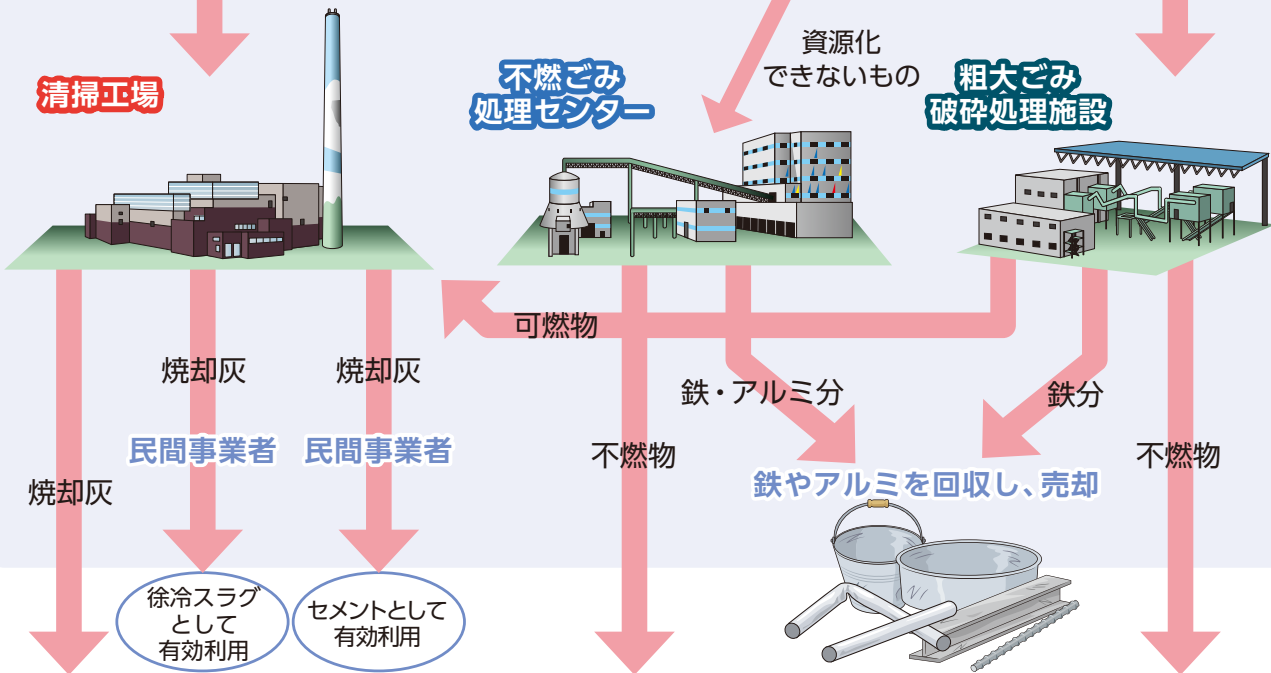 資源化
できないもの
清掃工場
不燃ごみ
処理センター
粗大ごみ
破砕処理施設
可燃物
焼却灰
焼却灰
鉄・アルミ分
鉄分
民間事業者
民間事業者
不燃物
不燃物
焼却灰
鉄やアルミを回収し、売却
徐冷スラグ
として
有効利用
セメントとして
有効利用